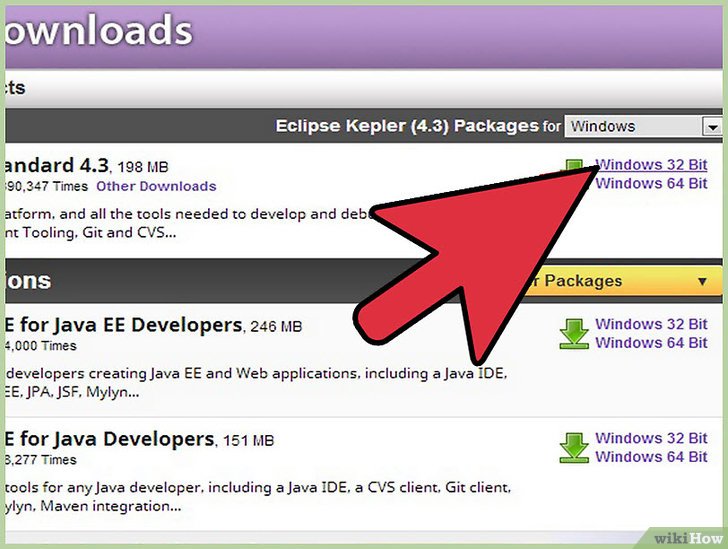 ownloads
cts
Eclipse Kepler (4.3) Packages for Windows
andard 4.3, 198 MB
Windows 32 Bit
390,347 Times Other Downloads
Windows 64 Bit
atform, and all the tools needed to develop and deb
nt Tooling, Git and CVS...
ions
r Packages
E for Java EE Developers, 246 MB
Windows 32 Bit
4,000 Times
Windows 64 Bit
developers creating Java EE and Web applications, including a Java IDE,
EE, JPA, JSF, Mylyn...
E for Java Developers, 151 MB
Windows 32 Bit
8,277 Times
Windows 64 Bit
tools for any Java developer, including a Java IDE, a CVS client, Git client,
ylyn, Maven integration...
wikiHow